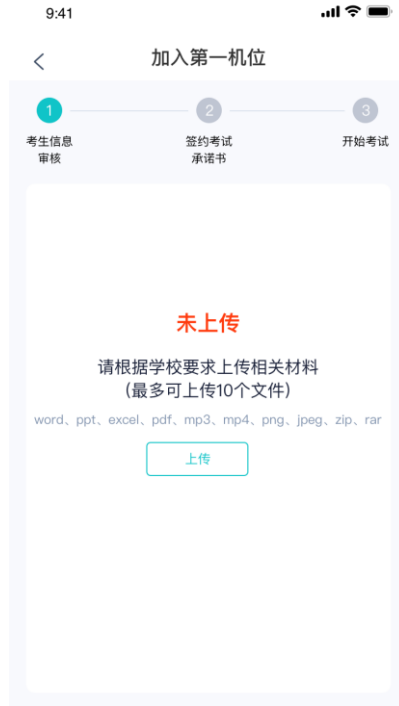 9:41
加入第一机位
1
2
3
考生信息
审核
签约考试
承诺书
开始考试
未上传
请根据学校要求上传相关材料
（最多可上传10个文件）
word、ppt、excel、pdf、mp3、mp4、png、jpeg、zip、rar
上传